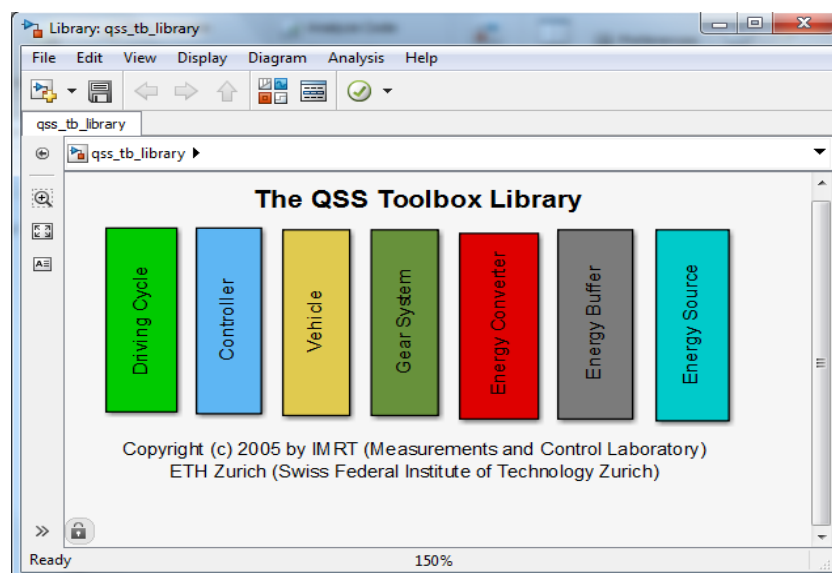 Library: qss_tb_library
File Edit View Display Diagram Analysis Help
qss_tb_library
qss_tb_library
The QSS Toolbox Library
Driving Cycle
Controller
Vehicle
Gear System
Energy Converter
Energy Buffer
Energy Source
Copyright (c) 2005 by IMRT (Measurements and Control Laboratory)
ETH Zurich (Swiss Federal Institute of Technology Zurich)
Ready 150%